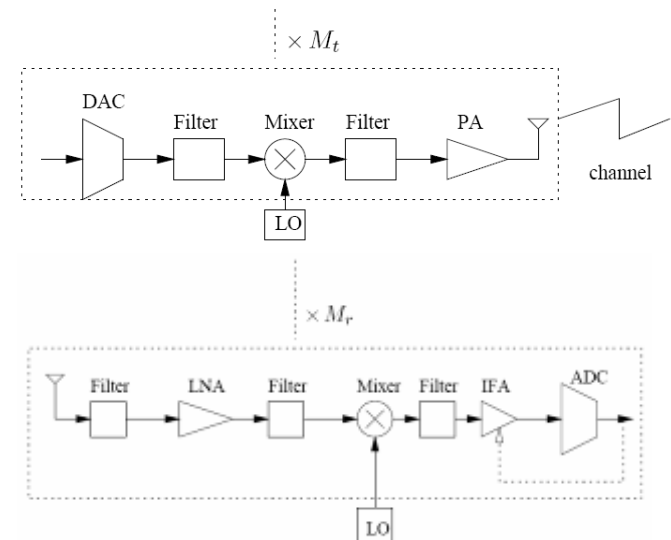 × M_t
DAC
Filter
Mixer
Filter
PA
channel
LO
× M_r
Filter
LNA
Filter
Mixer
Filter
IFA
ADC
LO